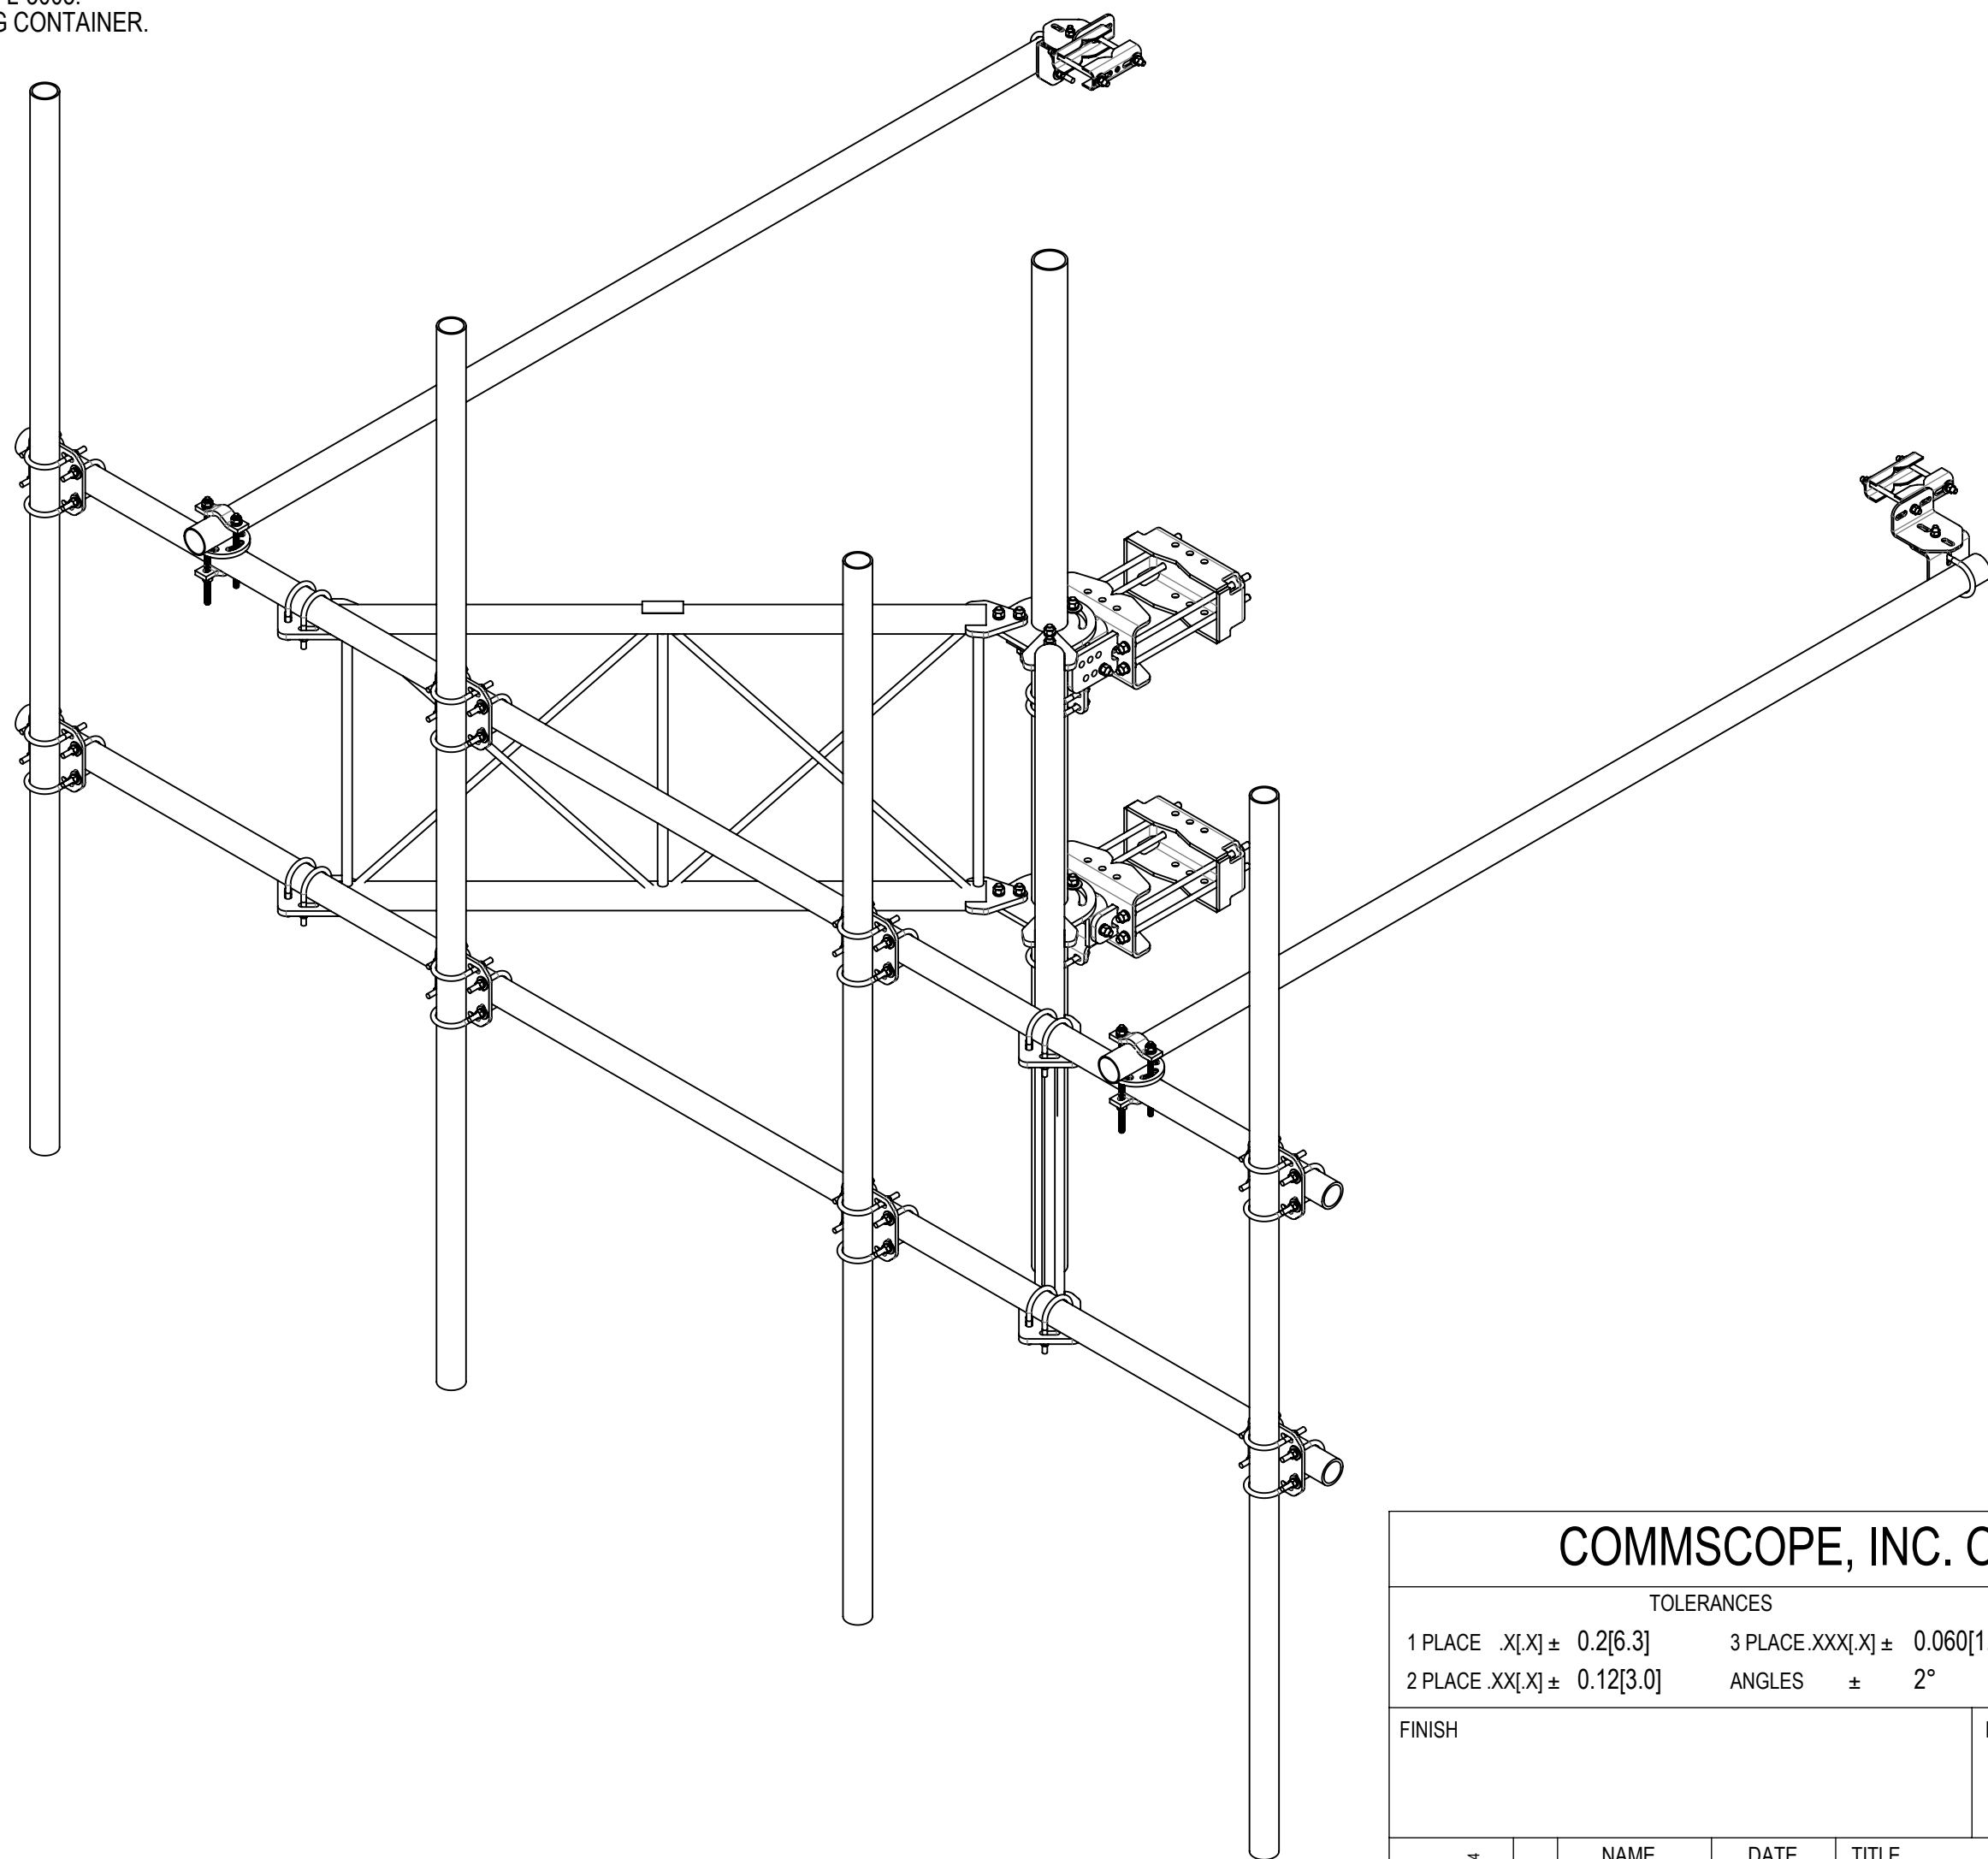 G CONTAINER.
COMMSCOPE, INC.
TOLERANCES
1 PLACE .X[.X] ± 0.2[6.3] 3 PLACE .XXX[.X] ± 0.060[1
2 PLACE .XX[.X] ± 0.12[3.0] ANGLES ± 2°
FINISH
NAME DATE TITLE